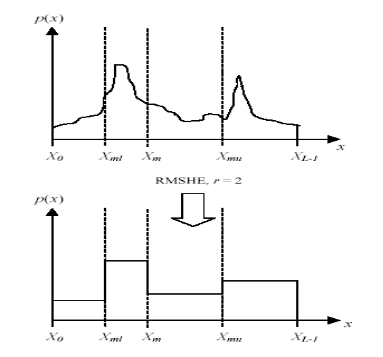 p(x)
X0 Xml Xm Xmu XL-1 x
RMSHE, r = 2
p(x)
X0 Xml Xm Xmu XL-1 x